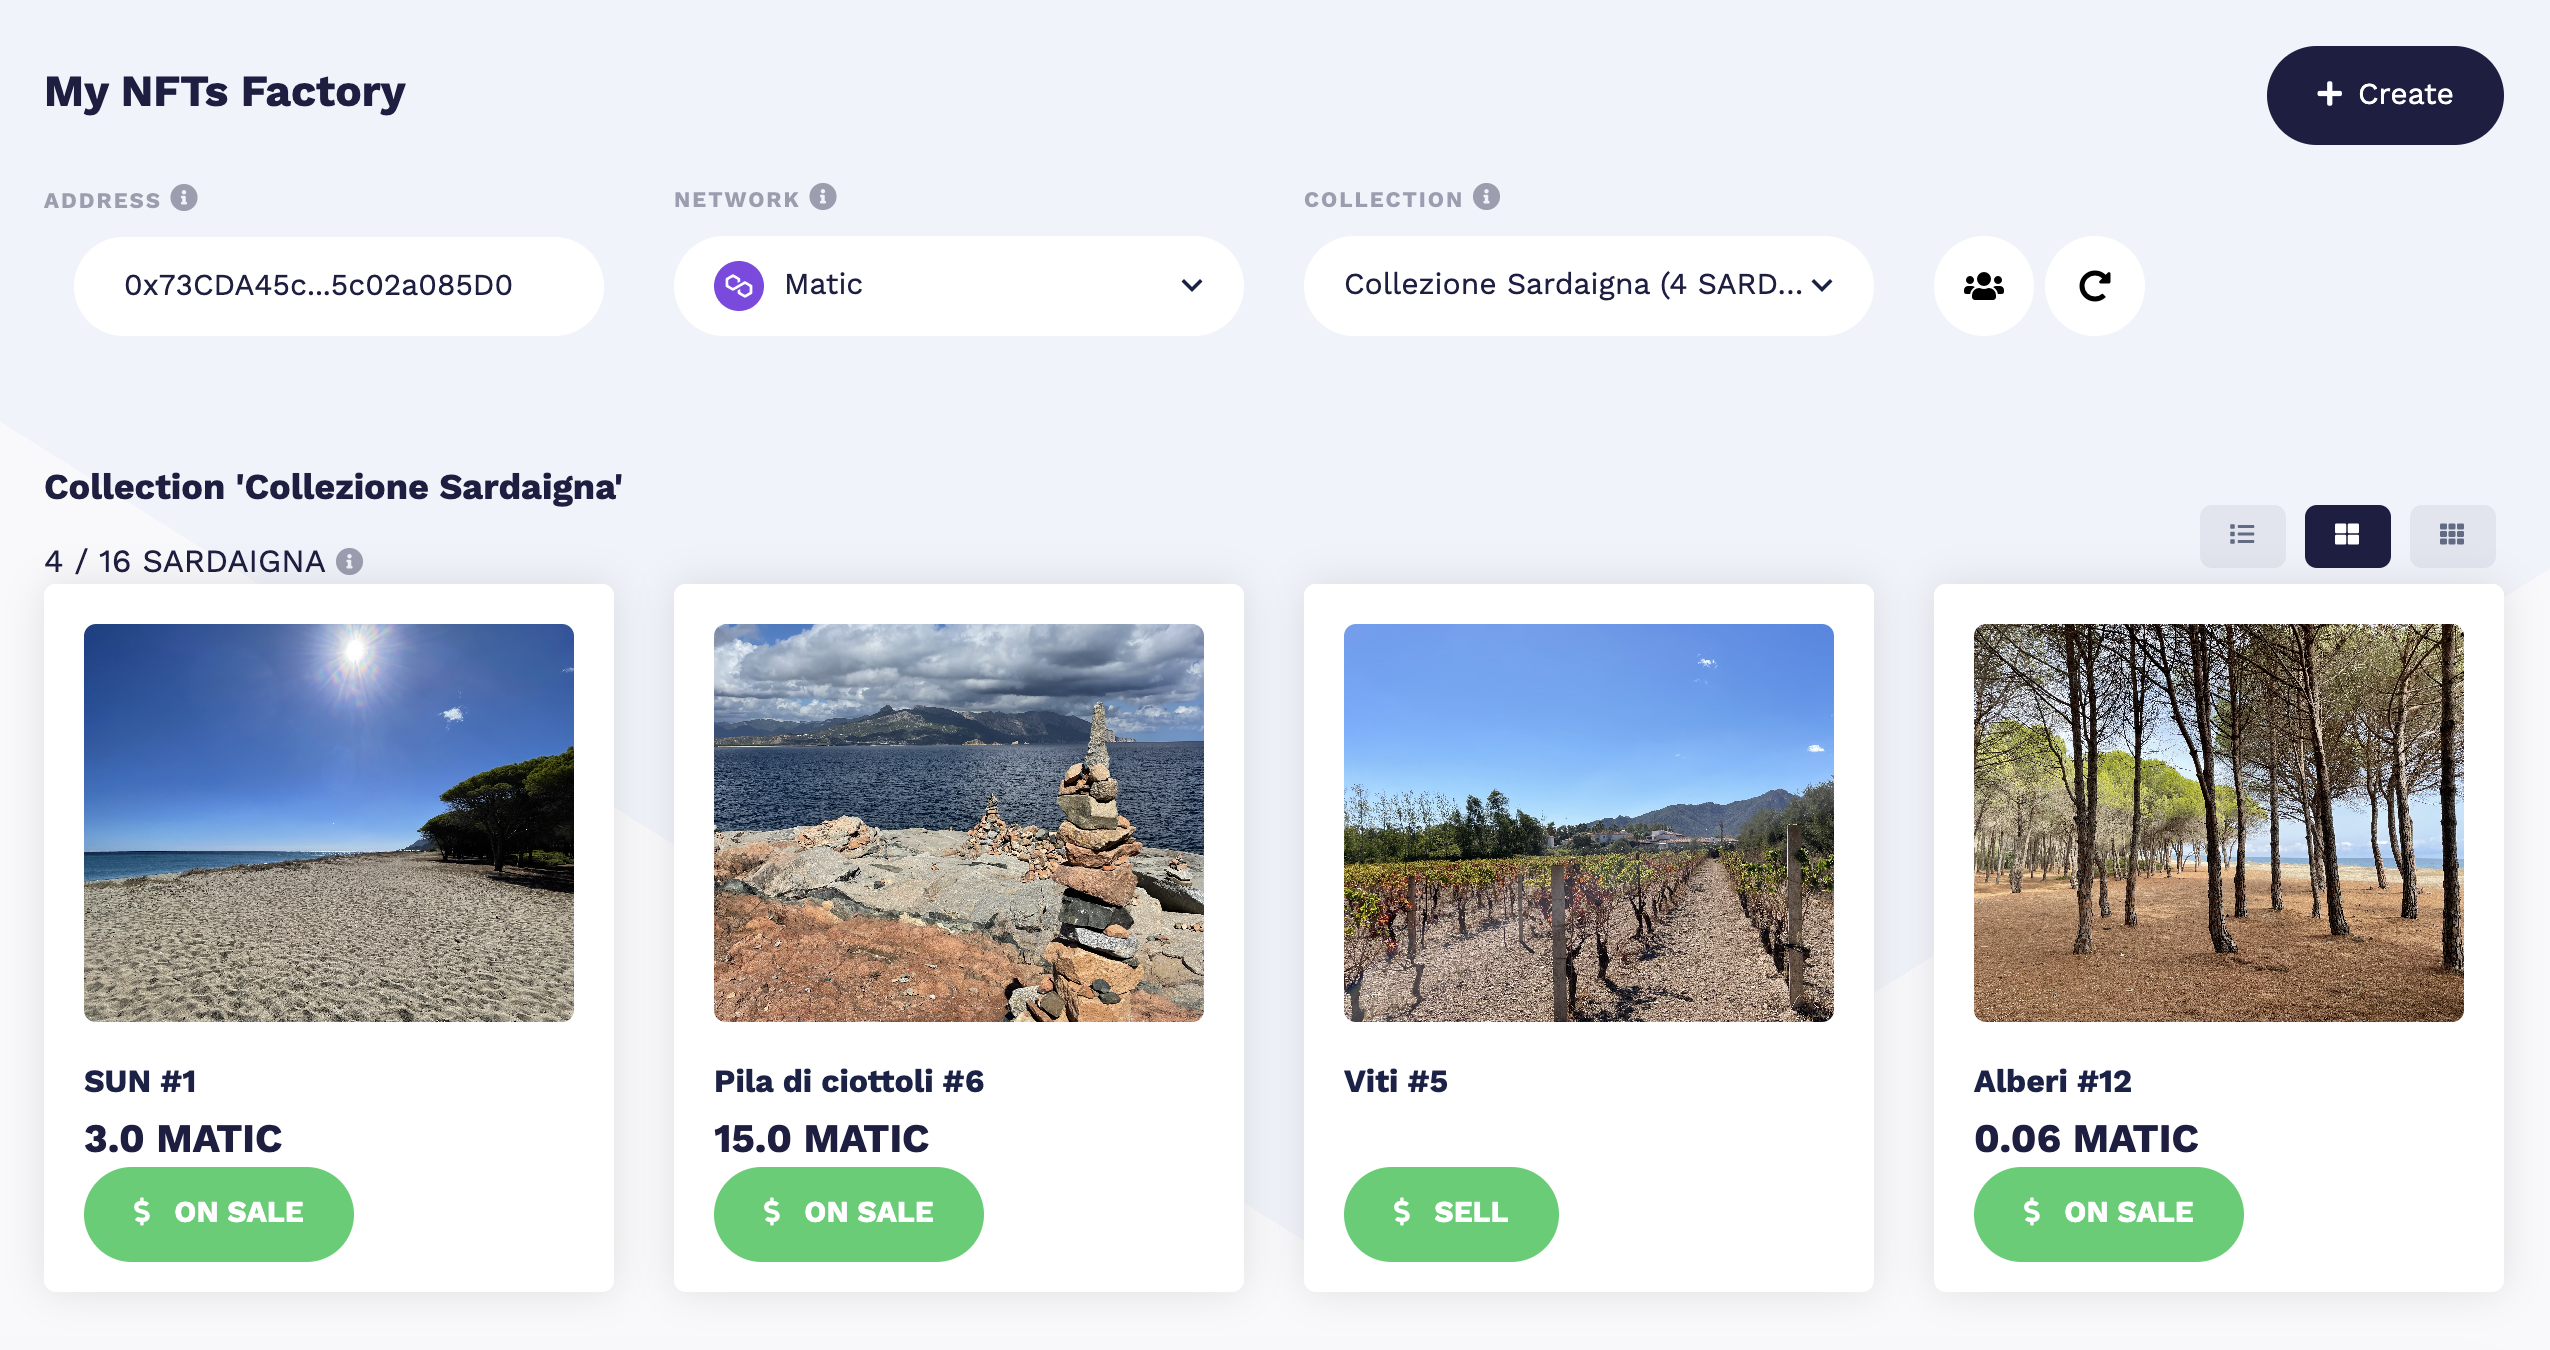 My NFTs Factory
+ Create
ADDRESS
NETWORK
COLLECTION
0x73CDA45c...5c02a085D0
Matic
Collezione Sardaigna (4 SARD...
Collection 'Collezione Sardaigna'
4 / 16 SARDAIGNA
SUN #1
3.0 MATIC
$ ON SALE
Pila di ciottoli #6
15.0 MATIC
$ ON SALE
Viti #5
$ SELL
Alberi #12
0.06 MATIC
$ ON SALE